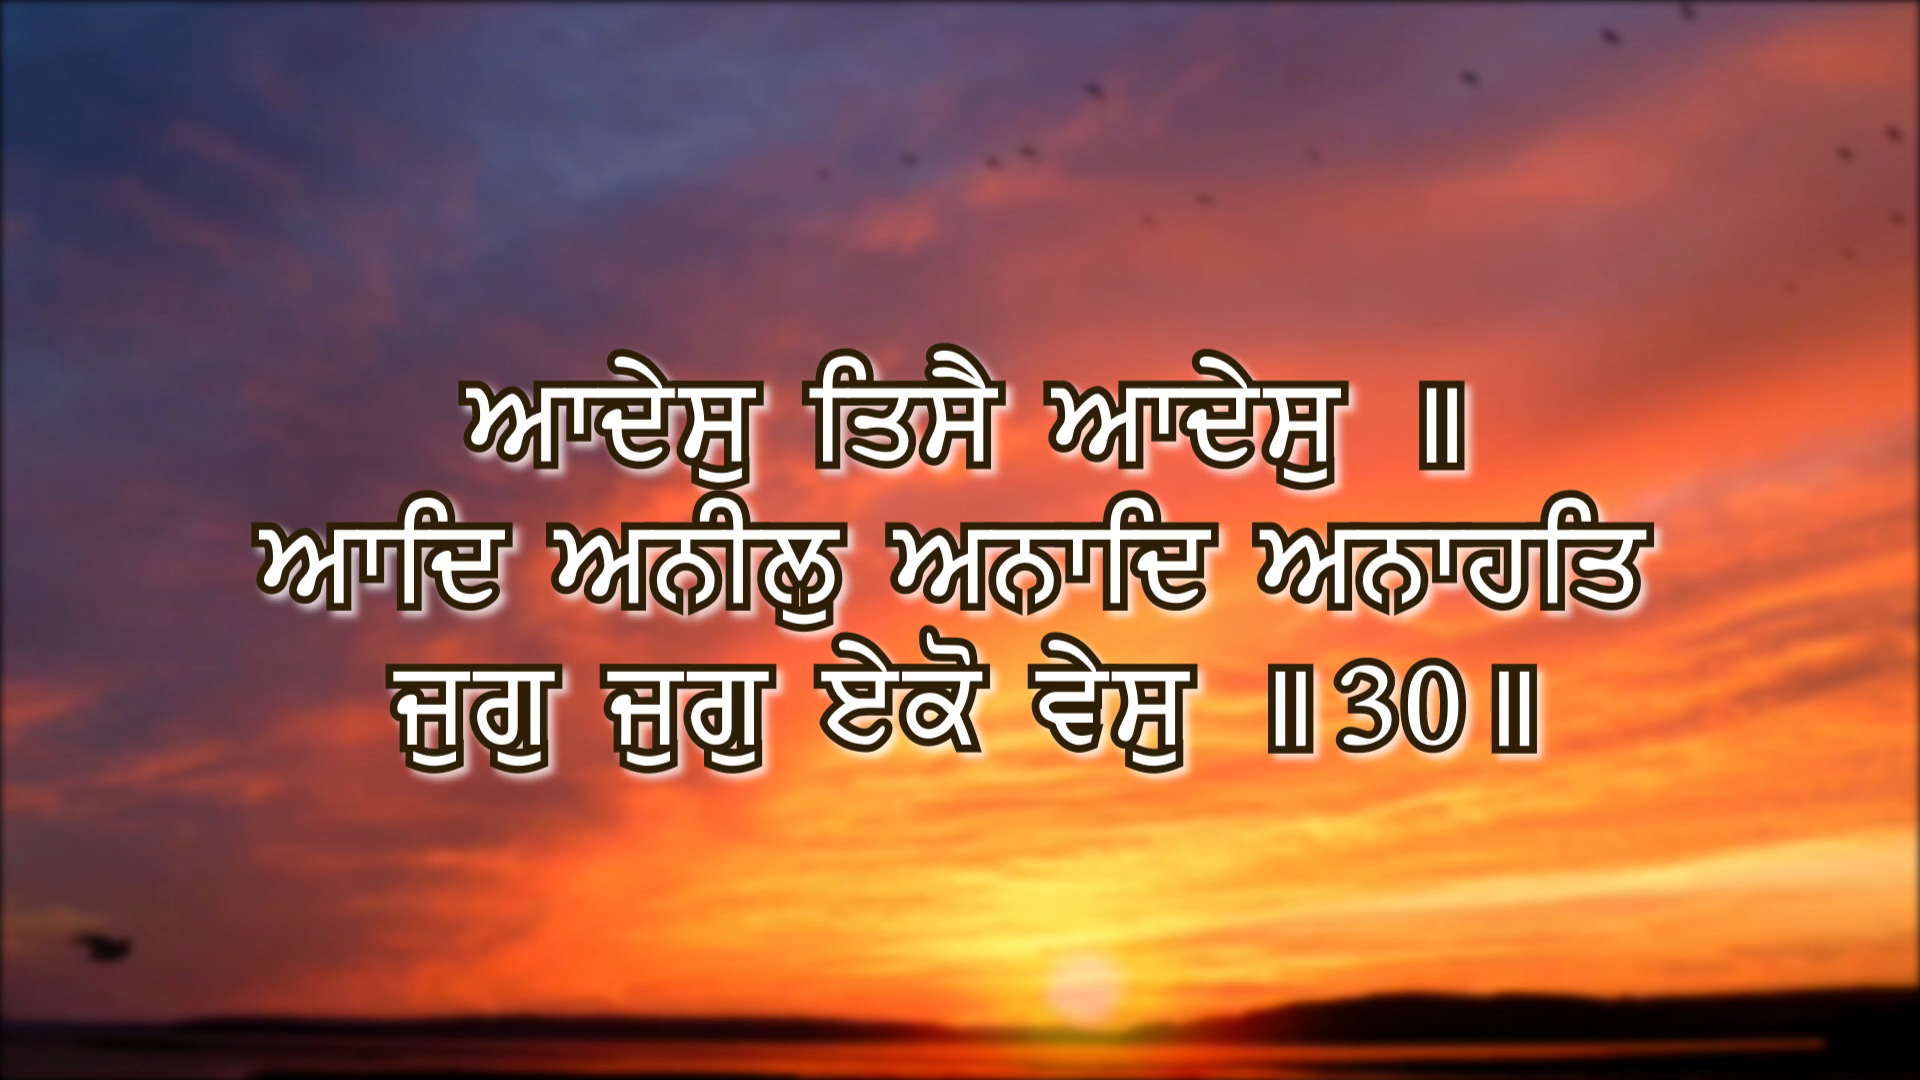 ਆਦੇਸੁ ਤਿਸੈ ਆਦੇਸੁ ॥
ਆਦਿ ਅਨੀਲੁ ਅਨਾਦਿ ਅਨਾਹਤਿ
ਜੁਗੁ ਜੁਗੁ ਏਕੋ ਵੇਸੁ ॥30॥